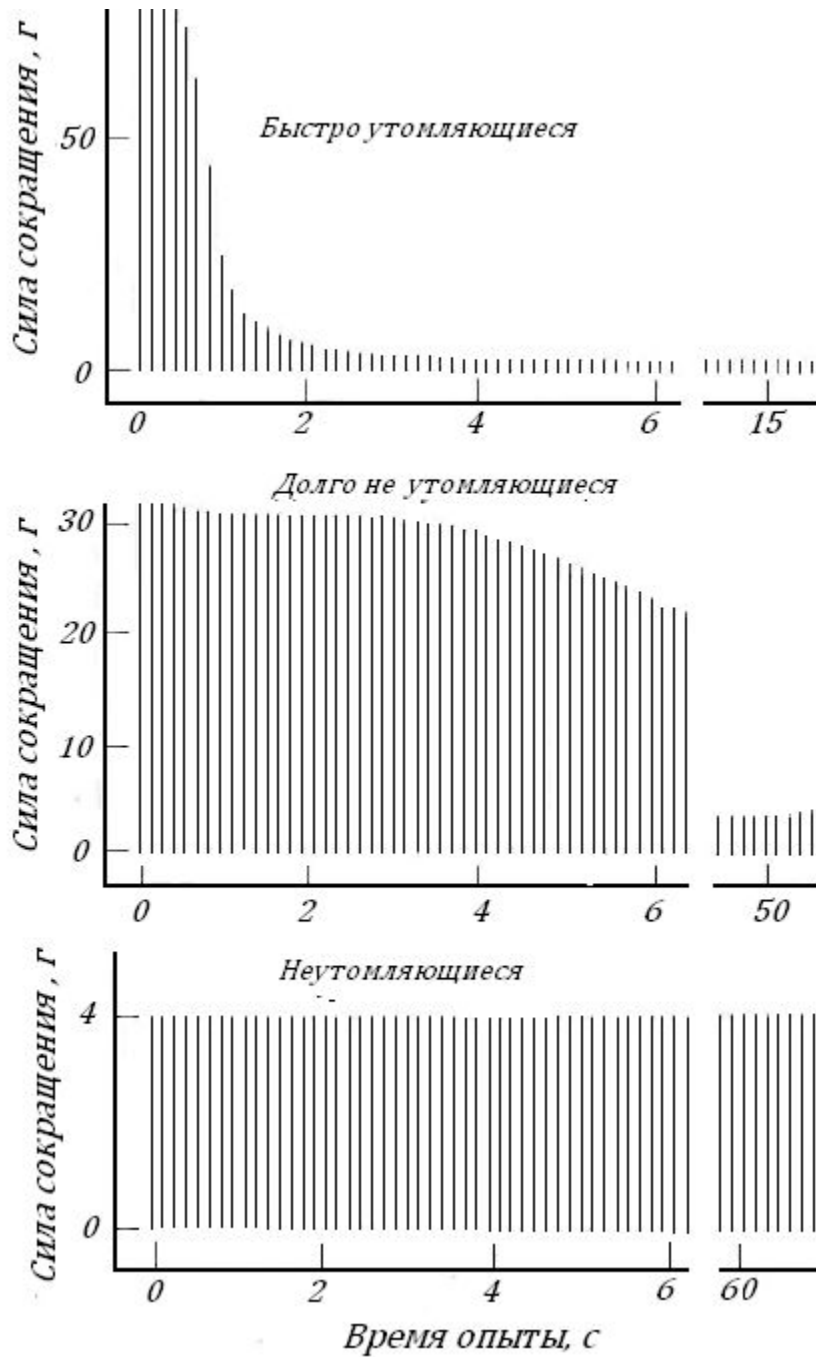 Сила сокращения , г
50
0
Быстро утомляющиеся
0 2 4 6 15
Долго не утомляющиеся
Сила сокращения , г
30
20
10
0
0 2 4 6 50
Неутомляющиеся
Сила сокращения , г
4
0
0 2 4 6 60
Время опыты, с